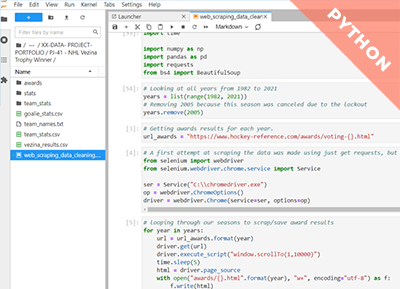 File Edit View Run Kernel Tabs Settings Help
Launcher
web_scraping_data_clean
PYTHON
Markdown
/ ··· / XX-DATA- PROJECT-
PORTFOLIO / PJ-41 - NHL Vezina
Trophy Winner /
Name
awards
stats
team_stats
goalie_stats.csv
team_names.txt
team_stats.csv
vezina_results.csv
web_scraping_data_cleaning...
import time
import numpy as np
import pandas as pd
import requests
from bs4 import BeautifulSoup
[54]:
# Looking at all years from 1982 to 2021
years = list(range(1982, 2021))
# Removing 2005 because this season was canceled due to the lockout
years.remove(2005)
[3]:
# Getting awards results for each year.
url_awards = "https://www.hockey-reference.com/awards/voting-{}.html"
[4]:
# A first attempt at scraping the data was made using just get requests, but
from selenium import webdriver
from selenium.webdriver.chrome.service import Service
ser = Service("C:\\chromedriver.exe")
op = webdriver.ChromeOptions()
driver = webdriver.Chrome(service=ser, options=op)
[5]:
# looping through our seasons to scrap/save award results
for year in years:
url = url_awards.format(year)
driver.get(url)
driver.execute_script("window.scrollTo(1,10000)")
time.sleep(5)
html = driver.page_source
with open("awards/{}.html".format(year), "w+", encoding="utf-8") as f:
f.write(html)